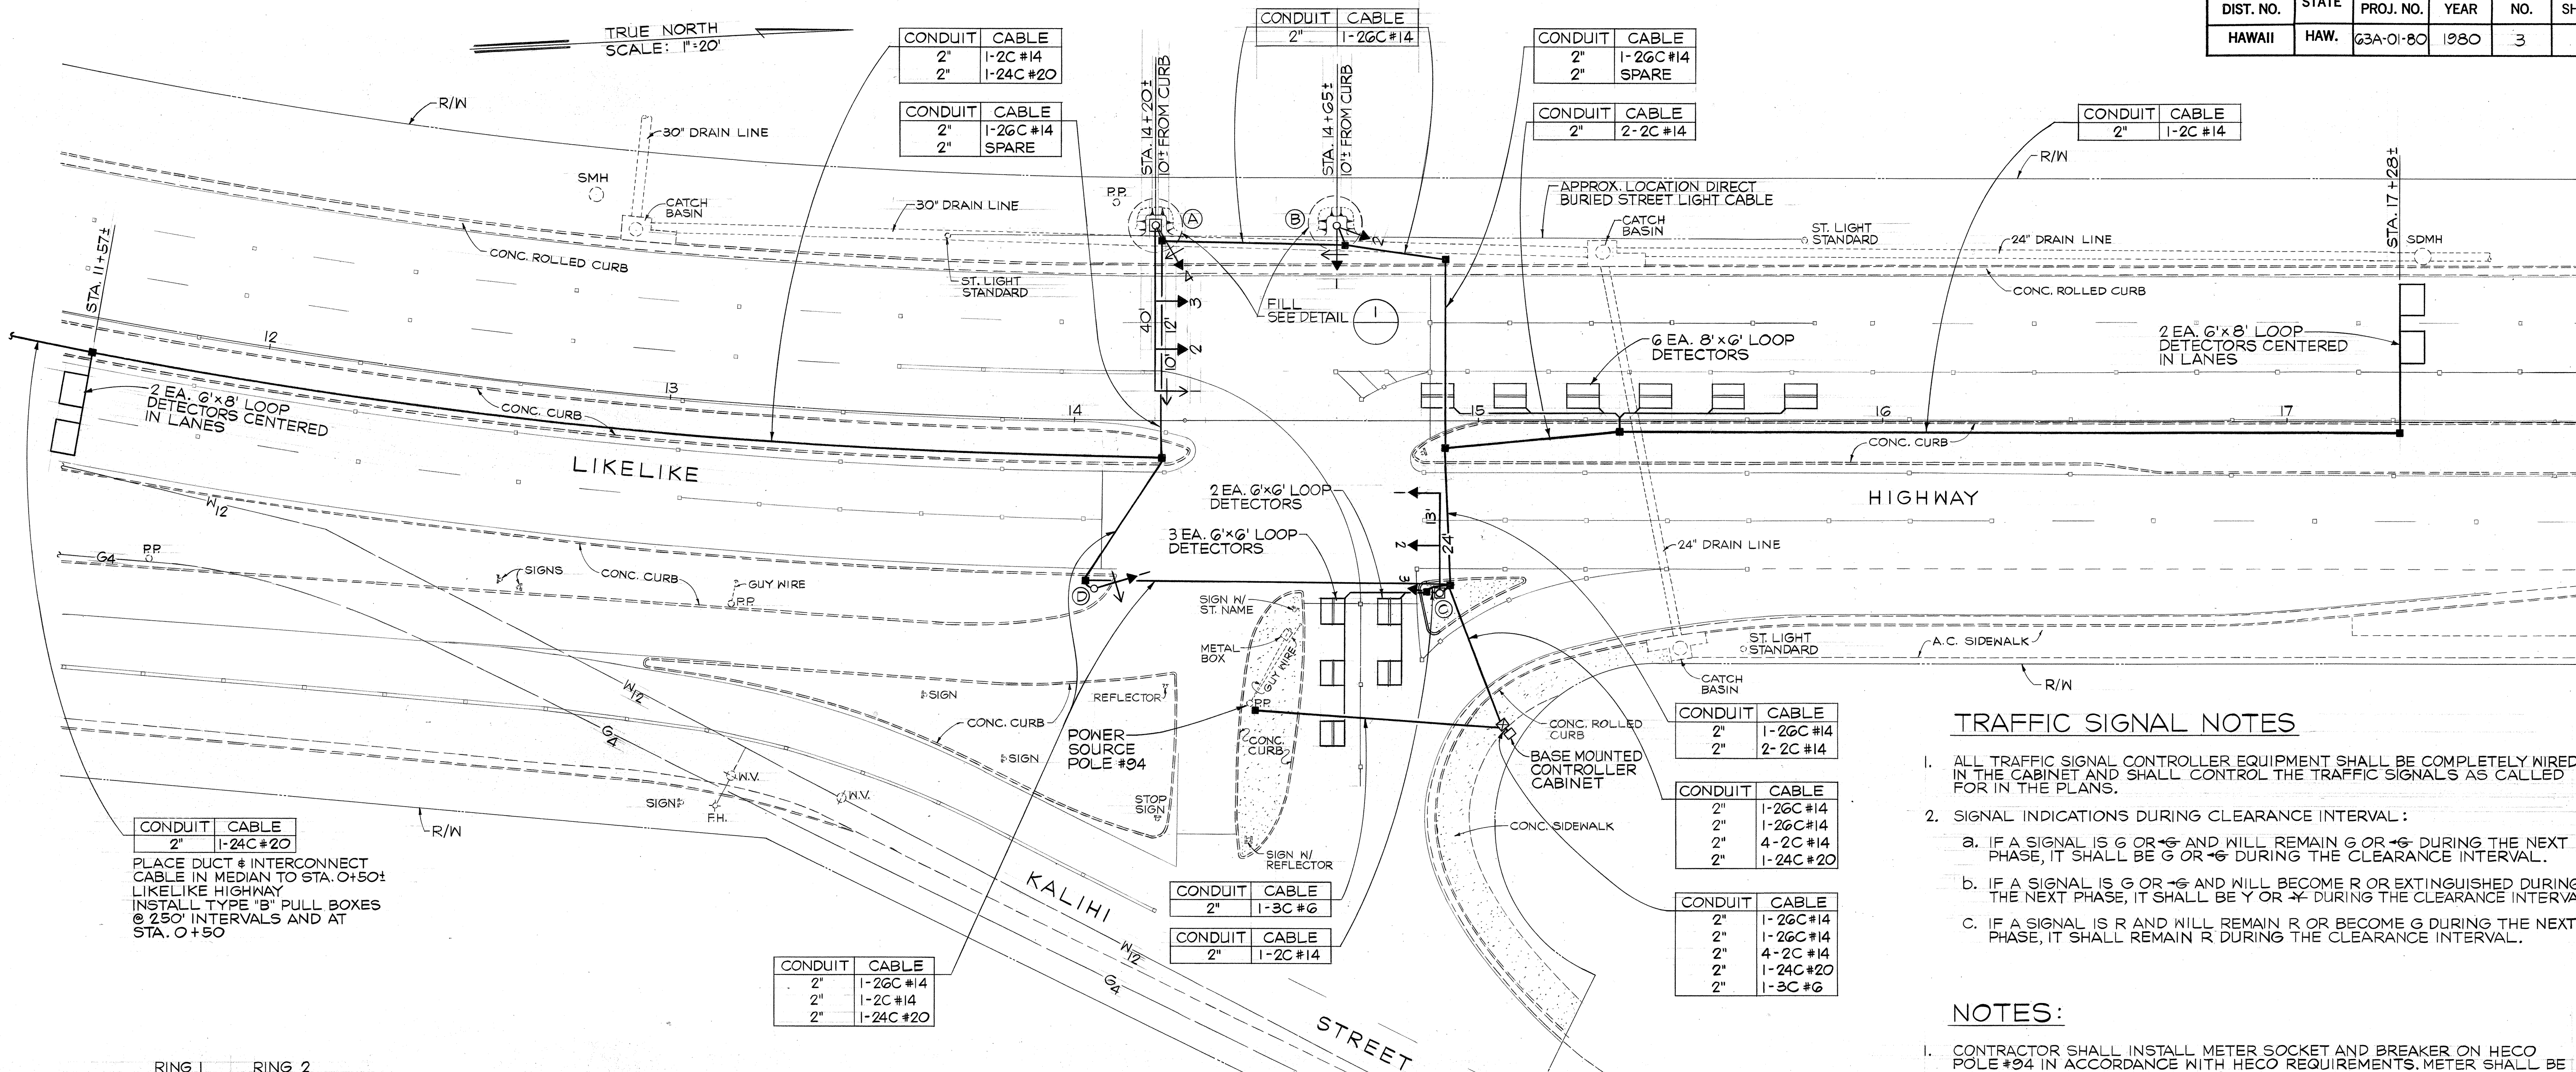 TRUE NORTH
SCALE: 1"=20'
DIST. NO. STATE PROJ. NO. YEAR NO. SH
HAWAII HAW. 63A-01-80 1980 3
CONDUIT CABLE
2" 1-2C #14
2" 1-24C #20
CONDUIT CABLE
2" 1-26C #14
2" SPARE
CONDUIT CABLE
2" 1-26C #14
CONDUIT CABLE
2" 1-26C #14
2" SPARE
CONDUIT CABLE
2" 2-2C #14
CONDUIT CABLE
2" 1-2C #14
R/W
30" DRAIN LINE
SMH
CATCH
BASIN
30" DRAIN LINE
P.P.
STA. 14+20±
10'± FROM CURB
STA. 14+65±
10'± FROM CURB
A
B
APPROX. LOCATION DIRECT
BURIED STREET LIGHT CABLE
CATCH
BASIN
ST. LIGHT
STANDARD
24" DRAIN LINE
R/W
STA. 17+28±
SDMH
STA. 11+57±
CONC. ROLLED CURB
ST. LIGHT
STANDARD
2
4
3
2
1
40'
12'
10'
FILL
SEE DETAIL
1
CONC. ROLLED CURB
6 EA. 8'x6' LOOP
DETECTORS
2 EA. 6'x8' LOOP
DETECTORS CENTERED
IN LANES
12
13
14
15
16
17
2 EA. 6'x8' LOOP
DETECTORS CENTERED
IN LANES
CONC. CURB
CONC. CURB
LIKELIKE
HIGHWAY
W12
G4
P.P.
SIGNS
CONC. CURB
GUY WIRE
P.P.
2 EA. 6'x6' LOOP
DETECTORS
3 EA. 6'x6' LOOP
DETECTORS
1
13'
2
24'
3
24" DRAIN LINE
D
1
C
SIGN W/
ST. NAME
METAL
BOX
GUY WIRE
P.P.
ST. LIGHT
STANDARD
A.C. SIDEWALK
CATCH
BASIN
R/W
W12
G4
SIGN
REFLECTOR
CONC. CURB
SIGN
POWER
SOURCE
POLE #94
CONC.
CURB
CONC. ROLLED
CURB
BASE MOUNTED
CONTROLLER
CABINET
CONC. SIDEWALK
W.V.
W.V.
SIGN
F.H.
STOP
SIGN
SIGN W/
REFLECTOR
R/W
CONDUIT CABLE
2" 1-24C #20
PLACE DUCT & INTERCONNECT
CABLE IN MEDIAN TO STA. 0+50±
LIKELIKE HIGHWAY
INSTALL TYPE "B" PULL BOXES
@ 250' INTERVALS AND AT
STA. 0+50
CONDUIT CABLE
2" 1-26C #14
2" 1-2C #14
2" 1-24C #20
CONDUIT CABLE
2" 1-3C #6
CONDUIT CABLE
2" 1-2C #14
KALIHI
STREET
W12
G4
CONDUIT CABLE
2" 1-26C #14
2" 2-2C #14
CONDUIT CABLE
2" 1-26C #14
2" 1-26C #14
2" 4-2C #14
2" 1-24C #20
CONDUIT CABLE
2" 1-26C #14
2" 1-26C #14
2" 4-2C #14
2" 1-24C #20
2" 1-3C #6
TRAFFIC SIGNAL NOTES
1. ALL TRAFFIC SIGNAL CONTROLLER EQUIPMENT SHALL BE COMPLETELY WIRED
IN THE CABINET AND SHALL CONTROL THE TRAFFIC SIGNALS AS CALLED
FOR IN THE PLANS.
2. SIGNAL INDICATIONS DURING CLEARANCE INTERVAL:
a. IF A SIGNAL IS G OR ←G AND WILL REMAIN G OR ←G DURING THE NEXT
PHASE, IT SHALL BE G OR ←G DURING THE CLEARANCE INTERVAL.
b. IF A SIGNAL IS G OR ←G AND WILL BECOME R OR EXTINGUISHED DURING
THE NEXT PHASE, IT SHALL BE Y OR ←Y DURING THE CLEARANCE INTERVA
c. IF A SIGNAL IS R AND WILL REMAIN R OR BECOME G DURING THE NEXT
PHASE, IT SHALL REMAIN R DURING THE CLEARANCE INTERVAL.
NOTES:
1. CONTRACTOR SHALL INSTALL METER SOCKET AND BREAKER ON HECO
POLE #94 IN ACCORDANCE WITH HECO REQUIREMENTS. METER SHALL BE
RING 1 RING 2